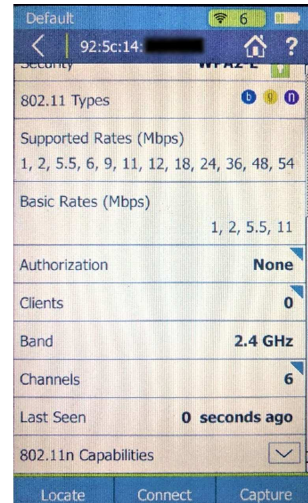 Default 6
92:5c:14:
?
Security WPA2-E
802.11 Types b g n
Supported Rates (Mbps)
1, 2, 5.5, 6, 9, 11, 12, 18, 24, 36, 48, 54
Basic Rates (Mbps)
1, 2, 5.5, 11
Authorization None
Clients 0
Band 2.4 GHz
Channels 6
Last Seen 0 seconds ago
802.11n Capabilities
Locate Connect Capture